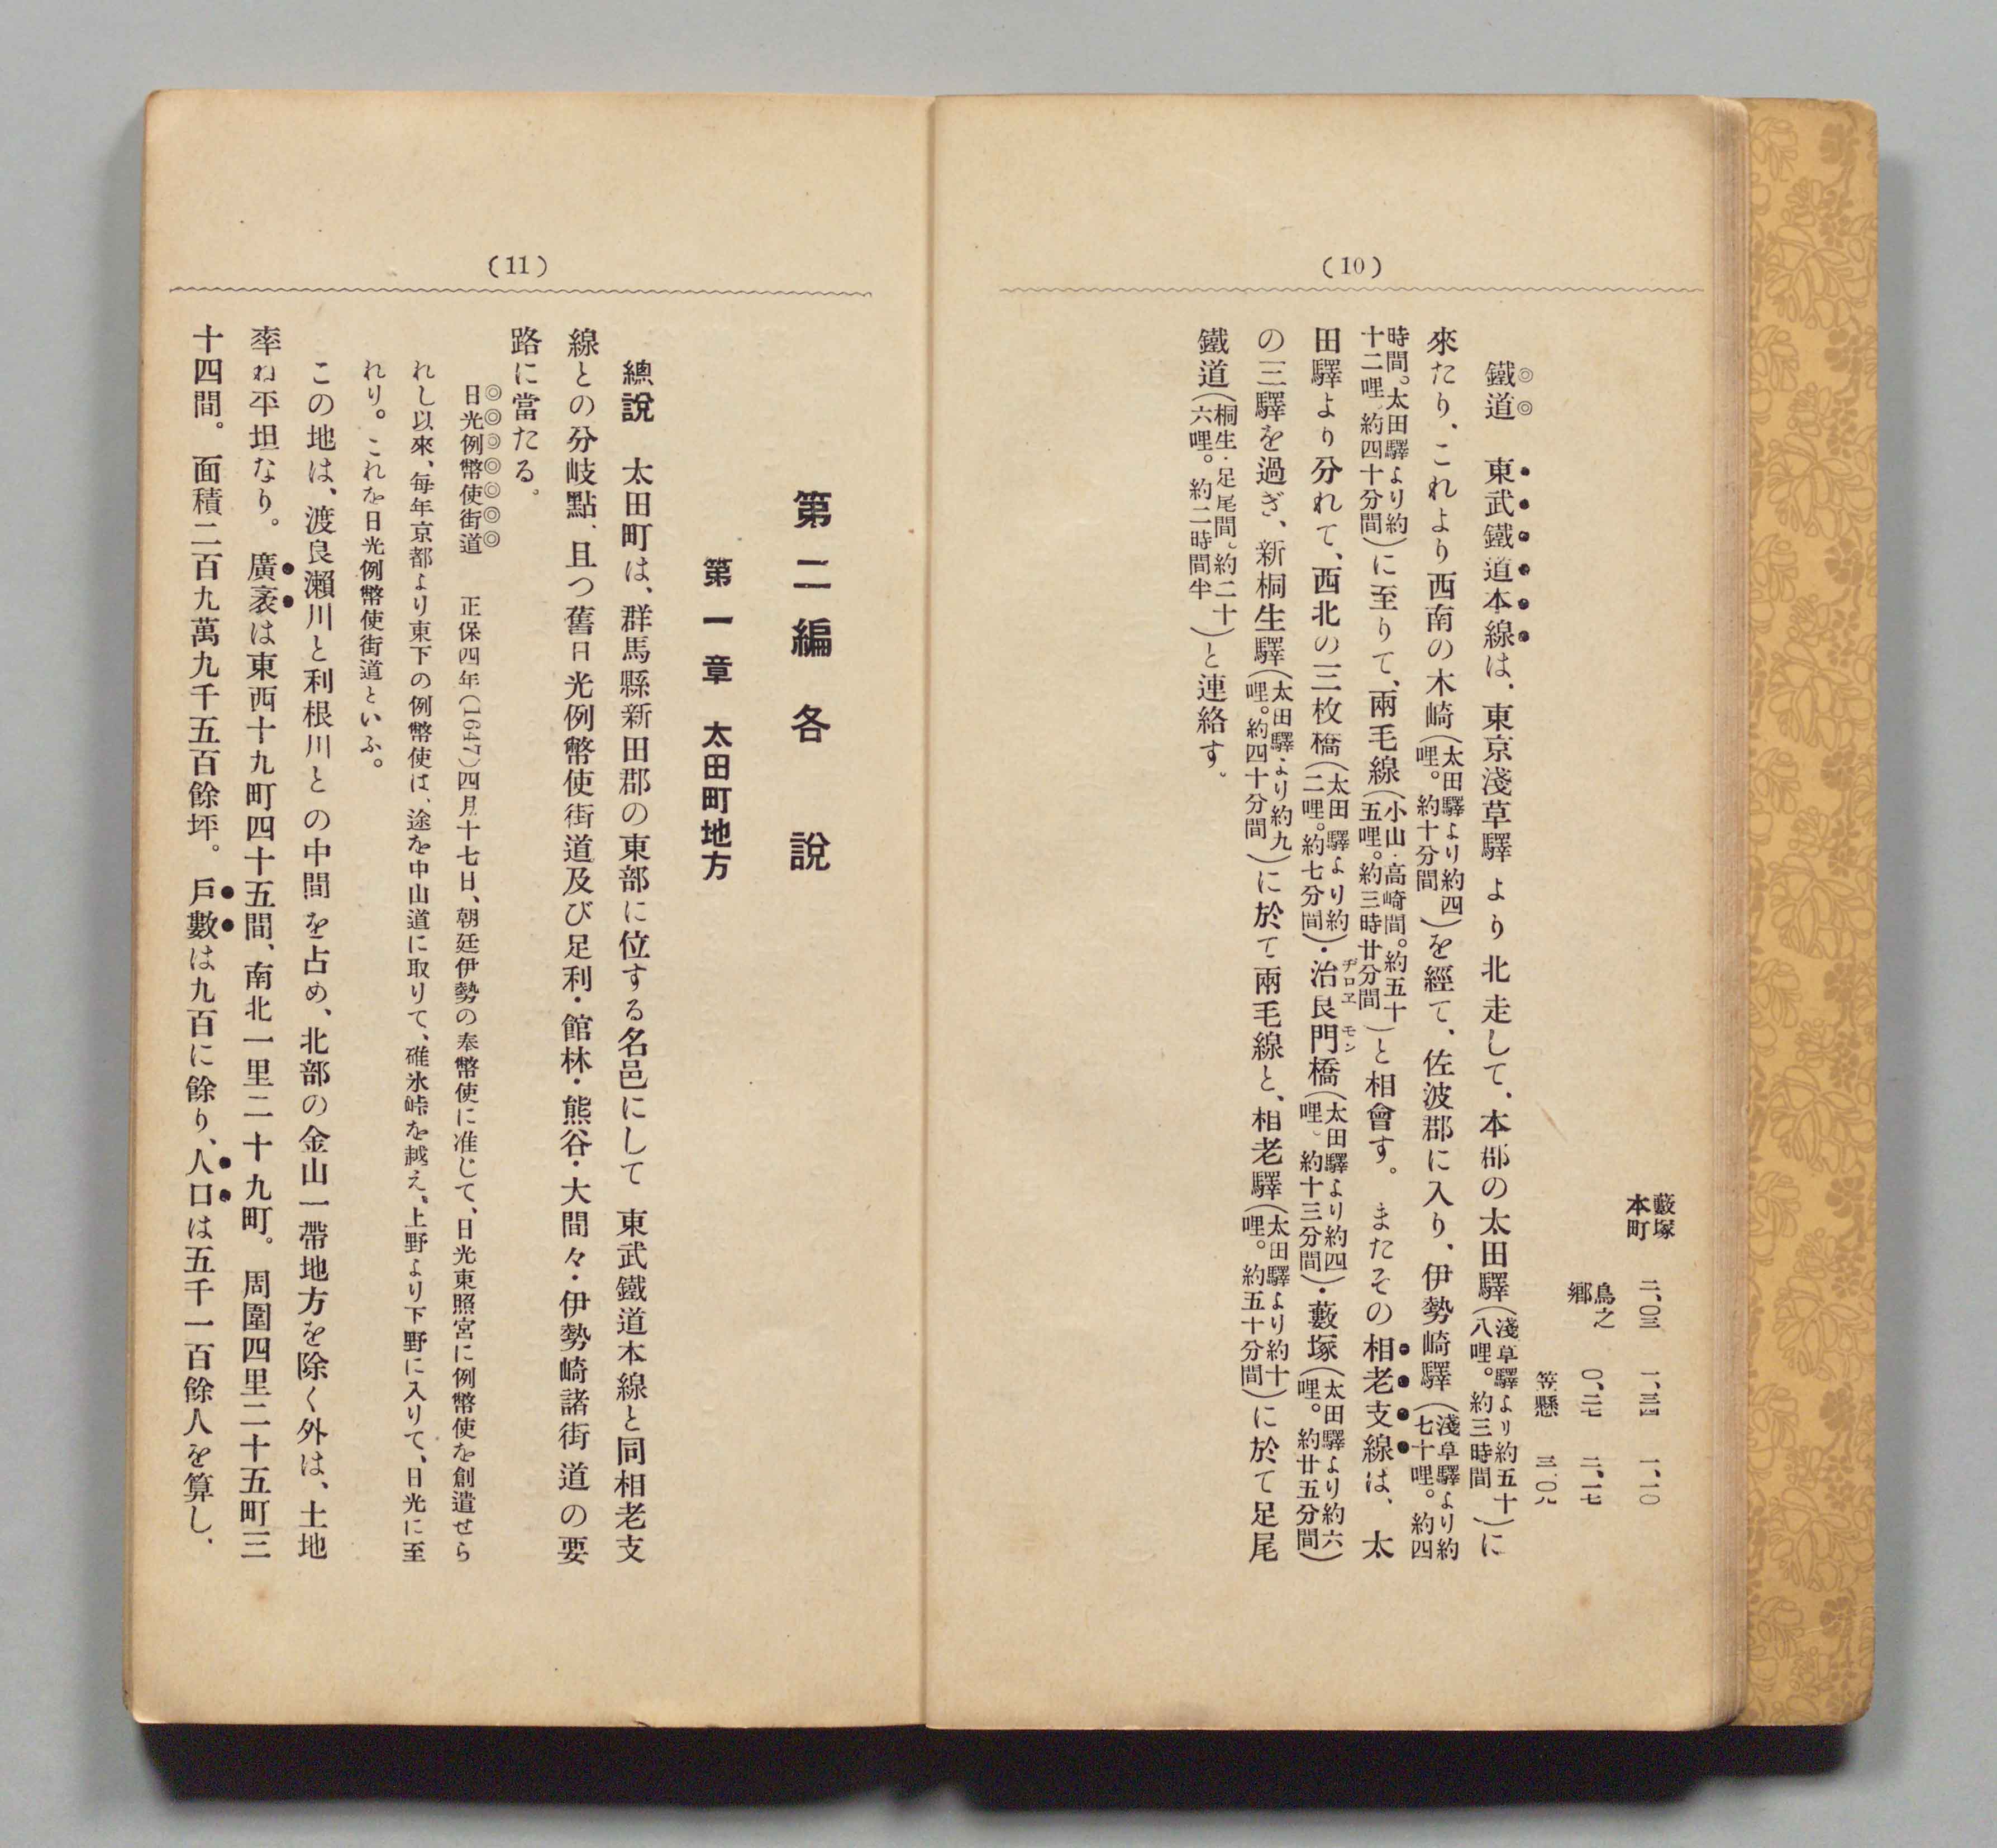 (10)
藪塚本町　二、〇三　一、三四　一、一〇
鳥之郷　〇、二七　二、一七
笠懸　三、〇九
鐵道　東武鐵道本線は、東京淺草驛より北走して、本郡の太田驛（淺草驛より約五十八哩。約三時間）に
來たり、これより西南の木崎（太田驛より約四哩。約十分間）を經て、佐波郡に入り、伊勢崎驛（淺草驛より約七十哩。約四
時間。太田驛より約十二哩、約四十分間）に至りて、兩毛線（小山・高崎間。約五十五哩。約三時廿分間）と相會す。またその相老支線は、太
田驛より分れて、西北の三枚橋（太田驛より約二哩。約七分間）・治良門橋（太田驛より約四哩、約十三分間）・藪塚（太田驛より約六哩。約廿五分間）
ヂロヱモン
の三驛を過ぎ、新桐生驛（太田驛より約九哩。約四十分間）に於て兩毛線と、相老驛（太田驛より約十哩。約五十分間）に於て足尾
鐵道（桐生・足尾間、約二十六哩。約二時間半）と連絡す。
(11)
第二編　各說
第一章　太田町地方
總說　太田町は、群馬縣新田郡の東部に位する名邑にして東武鐵道本線と同相老支
線との分岐點、且つ舊日光例幣使街道及び足利・館林・熊谷・大間々・伊勢崎諸街道の要
路に當たる。
日光例幣使街道　正保四年(1647)四月十七日、朝廷伊勢の奉幣使に准じて、日光東照宮に例幣使を創遣せら
れし以來、每年京都より東下の例幣使は、途を中山道に取りて、碓氷峠を越え、上野より下野に入りて、日光に至
れり。これを日光例幣使街道といふ。
この地は、渡良瀨川と利根川との中間を占め、北部の金山一帶地方を除く外は、土地
率ね平坦なり。廣袤は東西十九町四十五間、南北一里二十九町。周圍四里二十五町三
十四間。面積二百九萬九千五百餘坪。戶數は九百に餘り、人口は五千一百餘人を算し、